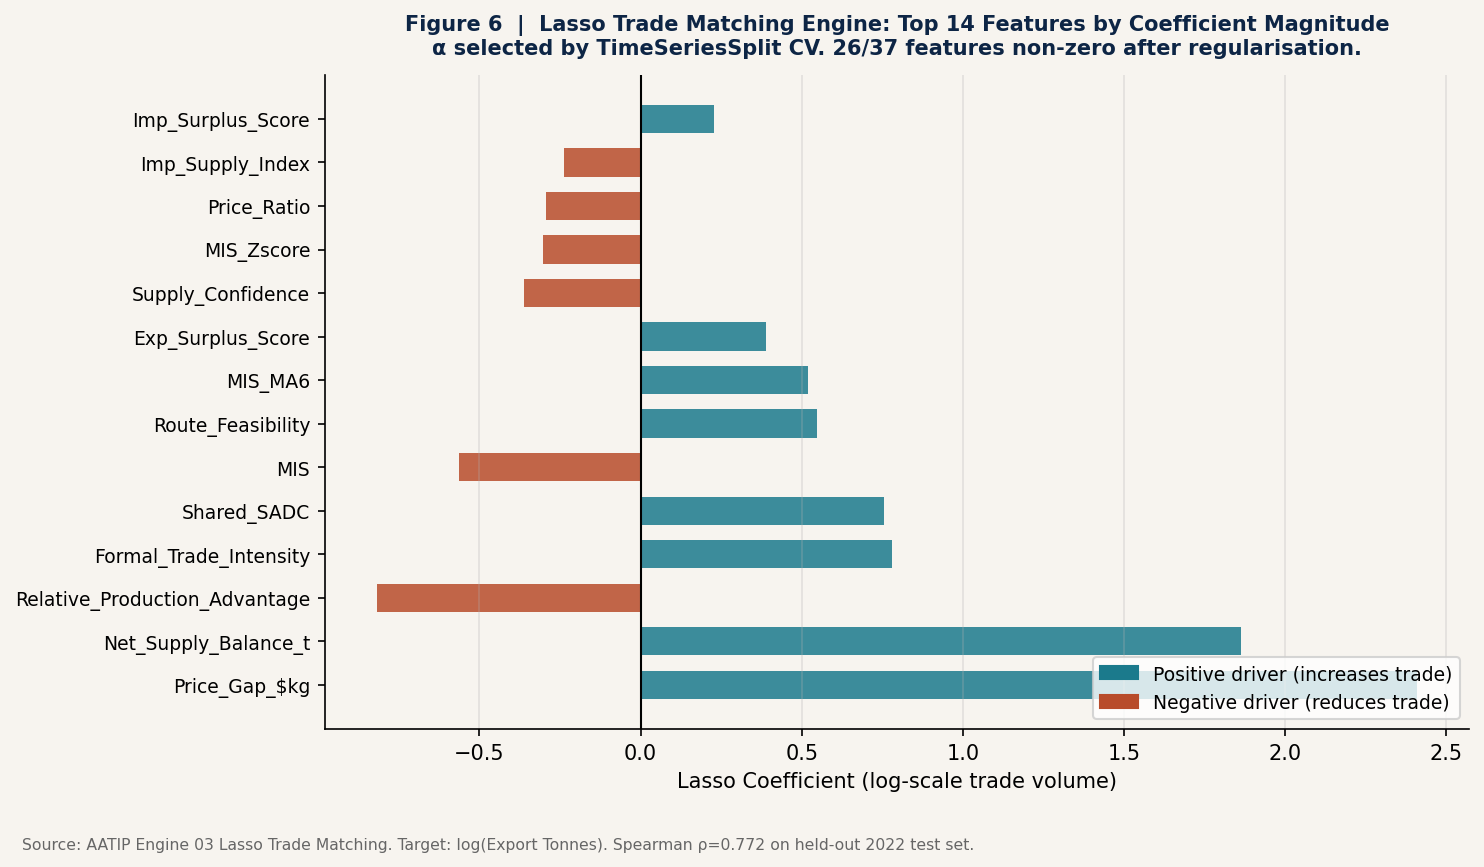 Figure 6 | Lasso Trade Matching Engine: Top 14 Features by Coefficient Magnitude
α selected by TimeSeriesSplit CV. 26/37 features non-zero after regularisation.
Imp_Surplus_Score
Imp_Supply_Index
Price_Ratio
MIS_Zscore
Supply_Confidence
Exp_Surplus_Score
MIS_MA6
Route_Feasibility
MIS
Shared_SADC
Formal_Trade_Intensity
Relative_Production_Advantage
Net_Supply_Balance_t
Price_Gap_$kg
Positive driver (increases trade)
Negative driver (reduces trade)
−0.5 0.0 0.5 1.0 1.5 2.0 2.5
Lasso Coefficient (log-scale trade volume)
Source: AATIP Engine 03 Lasso Trade Matching. Target: log(Export Tonnes). Spearman ρ=0.772 on held-out 2022 test set.